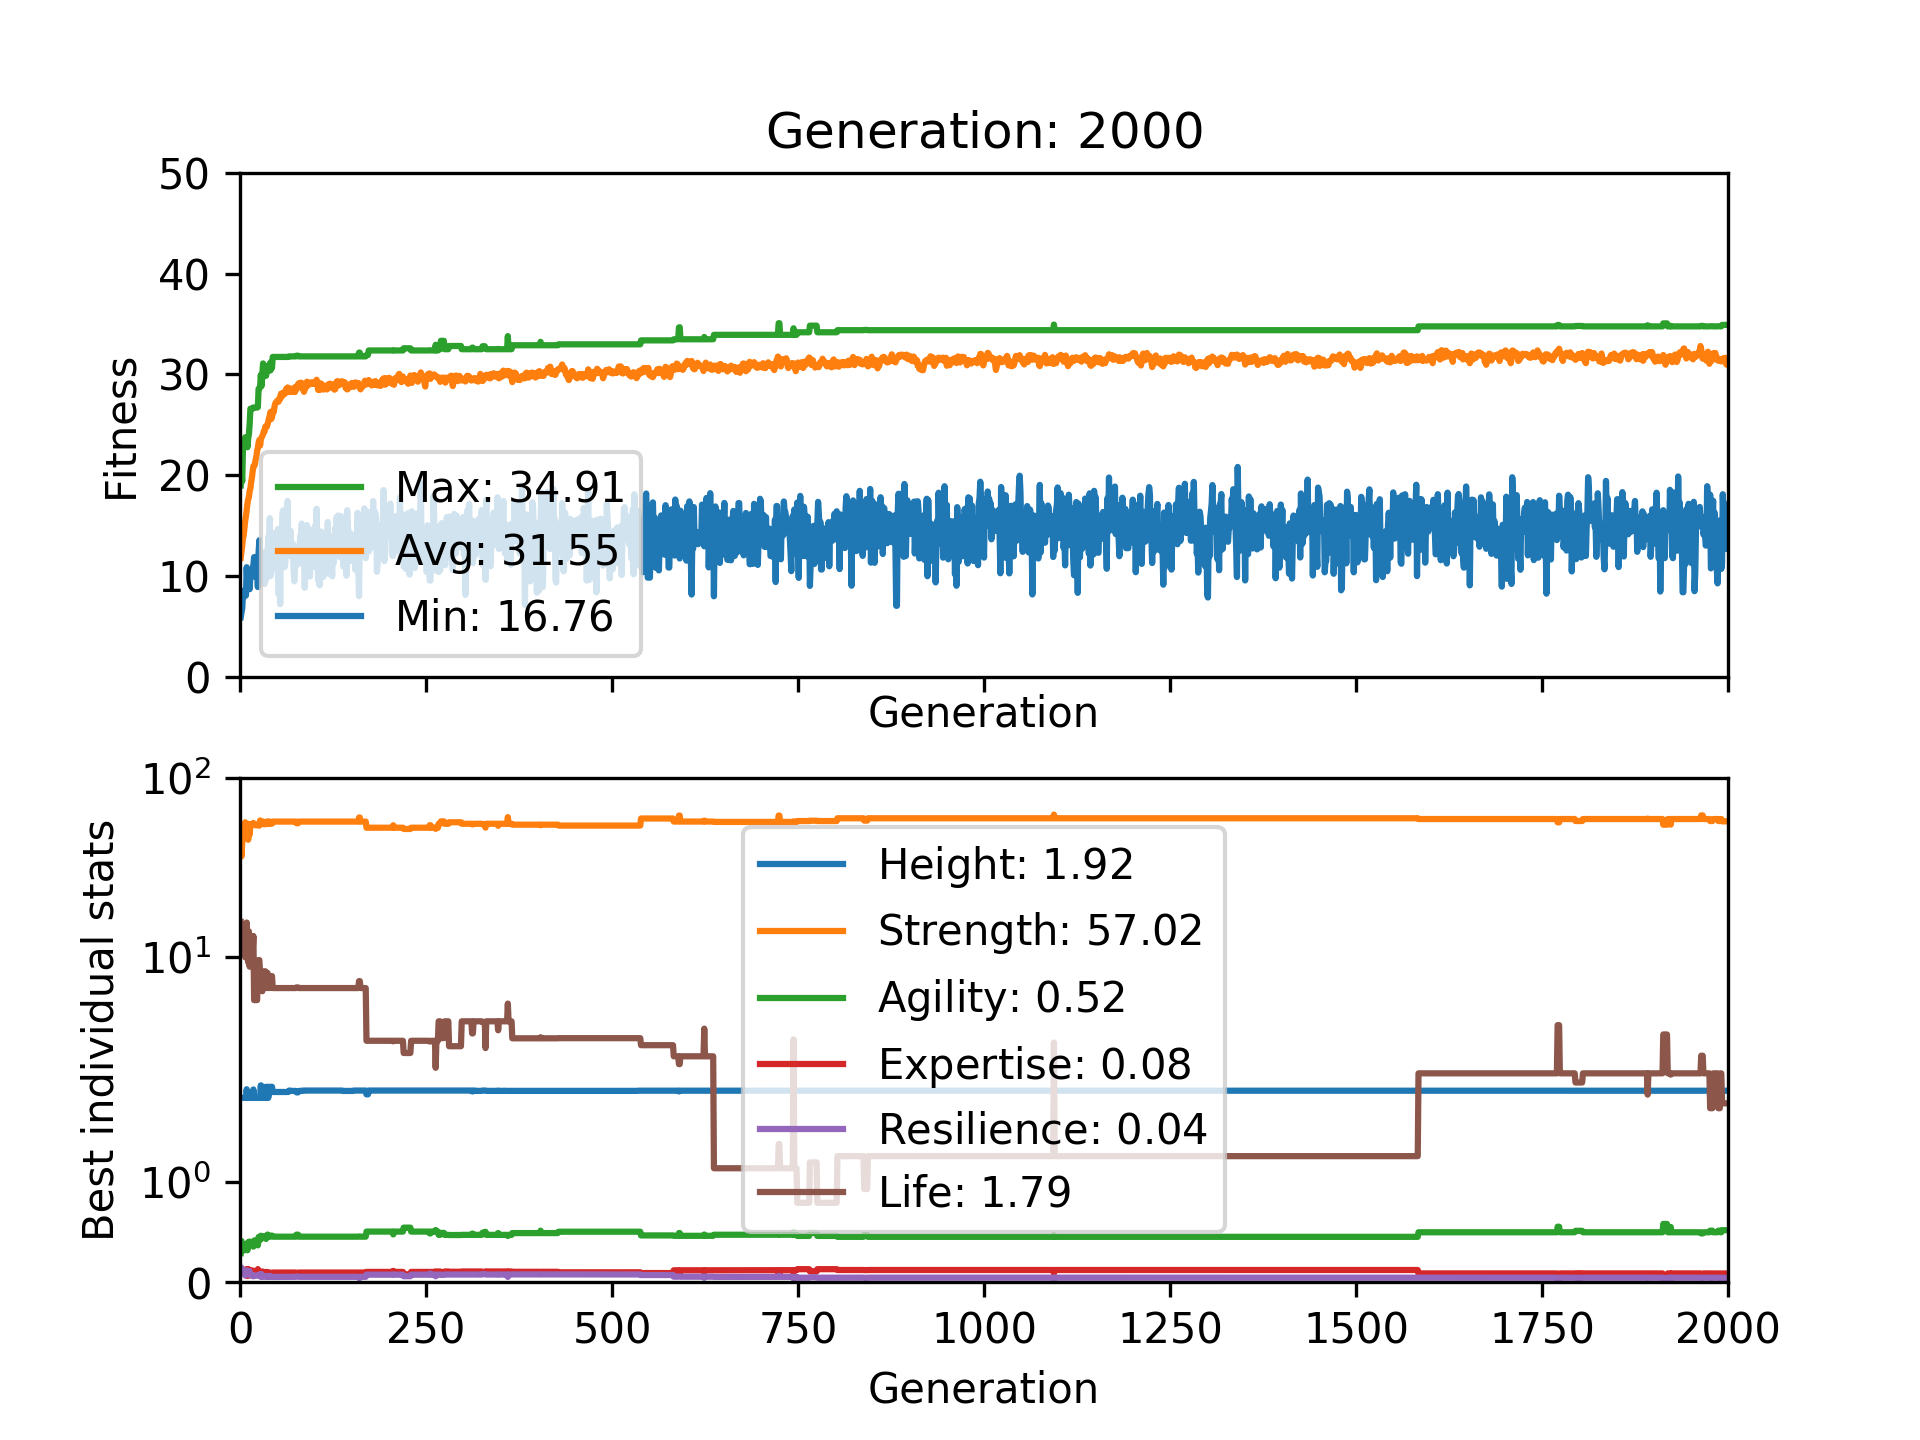 Generation: 2000
50
40
30
20
10
0
Fitness
Max: 34.91
Avg: 31.55
Min: 16.76
Generation
10²
10¹
10⁰
0
Best individual stats
Height: 1.92
Strength: 57.02
Agility: 0.52
Expertise: 0.08
Resilience: 0.04
Life: 1.79
0 250 500 750 1000 1250 1500 1750 2000
Generation